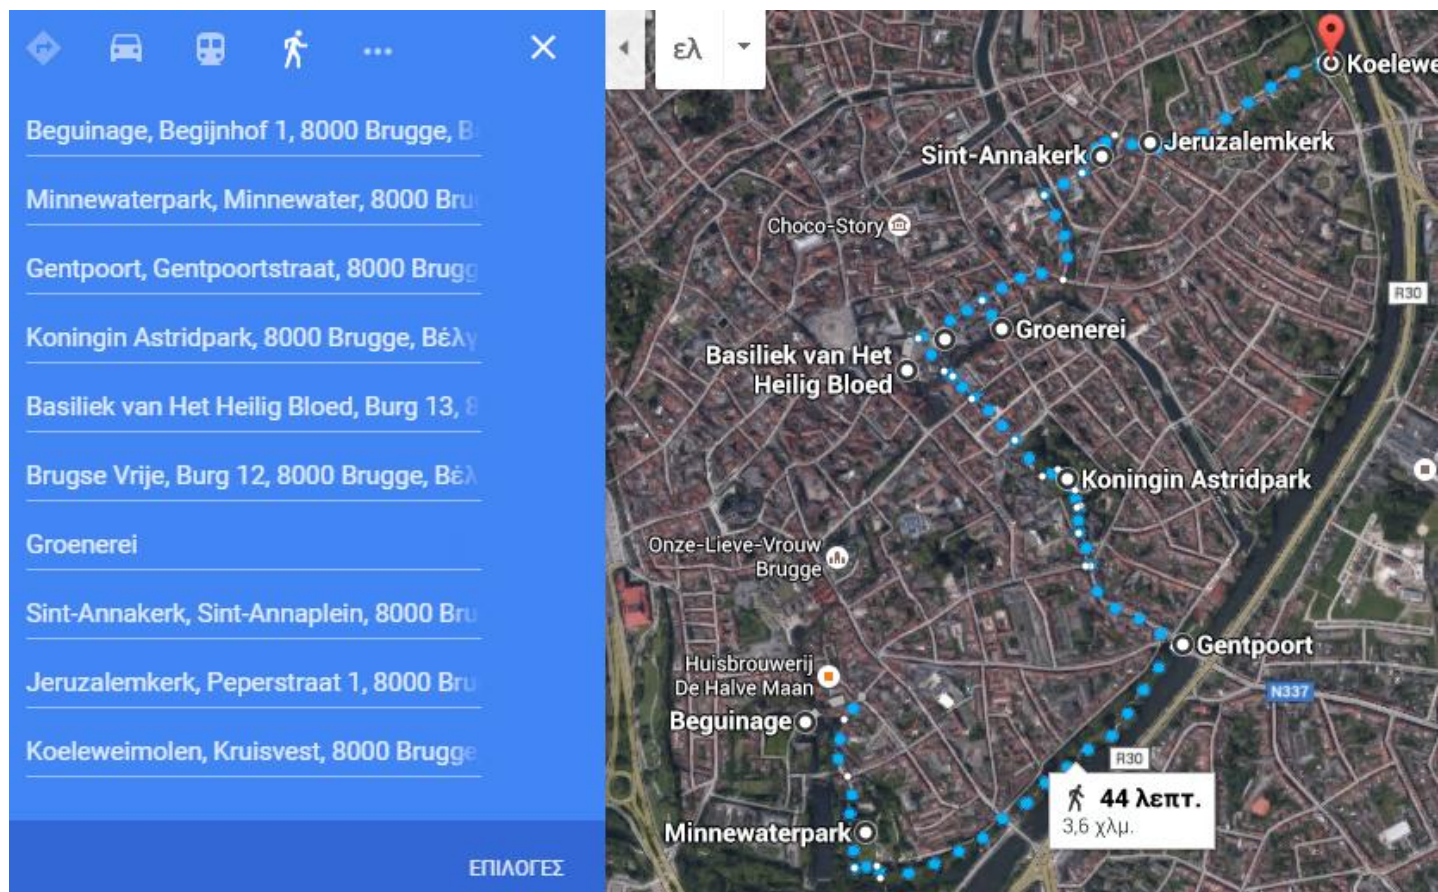 Beguinage, Begijnhof 1, 8000 Brugge,
Minnewaterpark, Minnewater, 8000 Bru
Gentpoort, Gentpoortstraat, 8000 Brugg
Koningin Astridpark, 8000 Brugge, Βέλγ
Basiliek van Het Heilig Bloed, Burg 13, 8
Brugse Vrije, Burg 12, 8000 Brugge, Βέλ
Groenerei
Sint-Annakerk, Sint-Annaplein, 8000 Bru
Jeruzalemkerk, Peperstraat 1, 8000 Bru
Koeleweimolen, Kruisvest, 8000 Brugge
ΕΠΙΛΟΓΕΣ
ελ
Koelewe
Jeruzalemkerk
Sint-Annakerk
Choco-Story
R30
Groenerei
Basiliek van Het
Heilig Bloed
Koningin Astridpark
Onze-Lieve-Vrouw
Brugge
Gentpoort
Huisbrouwerij
De Halve Maan
N337
Beguinage
R30
44 λεπτ.
3,6 χλμ.
Minnewaterpark